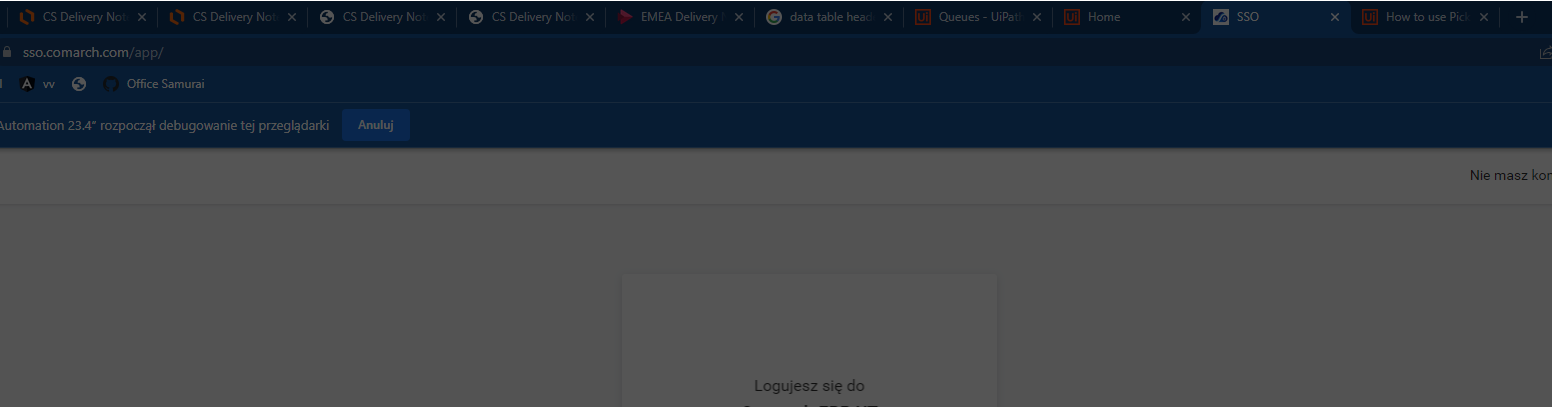 CS Delivery Not CS Delivery Not CS Delivery Not CS Delivery Not EMEA Delivery data table head Queues - UiPat Home SSO How to use Pick
sso.comarch.com/app/
vv Office Samurai
Automation 23.4" rozpoczął debugowanie tej przeglądarki Anuluj
Nie masz kon
Logujesz się do